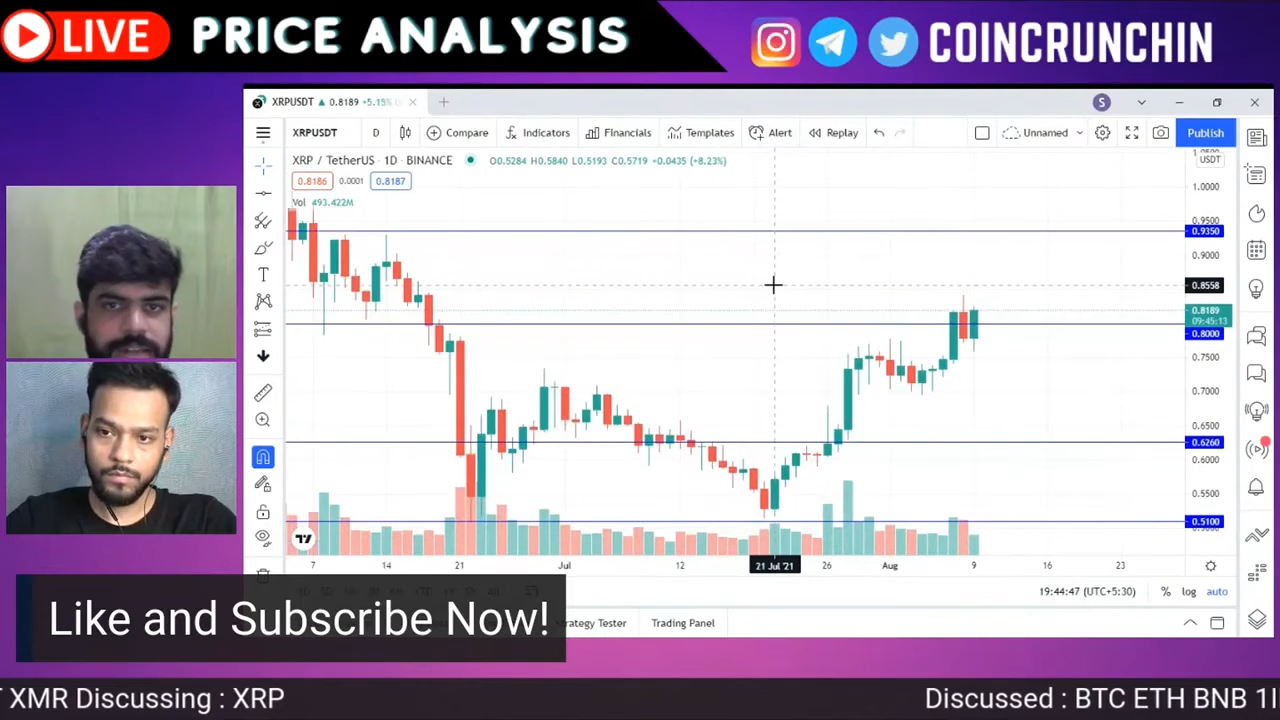 LIVE PRICE ANALYSIS COINCRUNCHIN
XRPUSDT ▲ 0.8189 +5.15%
S
XRPUSDT D Compare Indicators Financials Templates Alert Replay Unnamed Publish
XRP / TetherUS · 1D · BINANCE O0.5284 H0.5840 L0.5193 C0.5719 +0.0435 (+8.23%)
USDT
0.8186 0.0001 0.8187
Vol 493.422M
1.0000
0.9500
0.9350
0.9000
0.8558
0.8189
09:45:13
0.8000
0.7500
0.7000
0.6500
0.6260
0.6000
0.5500
0.5100
7 14 21 Jul 12 21 Jul '21 26 Aug 9 16 23
19:44:47 (UTC+5:30) % log auto
Like and Subscribe Now!
Tester Trading Panel
XMR Discussing : XRP
Discussed : BTC ETH BNB